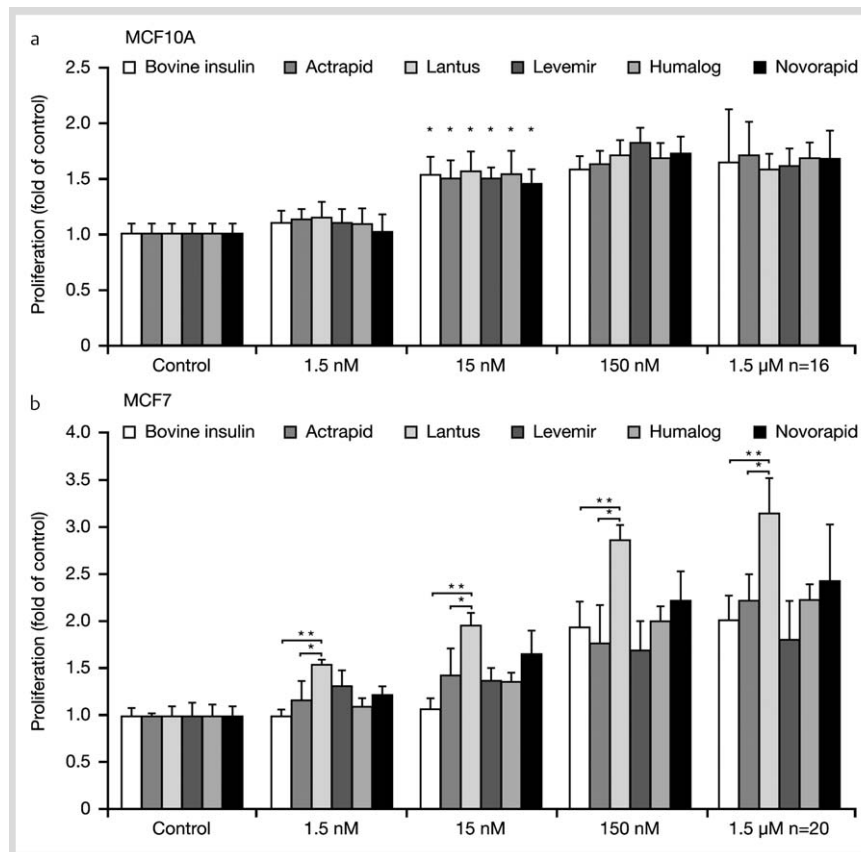 a MCF10A
Bovine insulin Actrapid Lantus Levemir Humalog Novorapid
2.5
2.0
1.5
1.0
0.5
0
Proliferation (fold of control)
* * * * * *
Control 1.5 nM 15 nM 150 nM 1.5 µM n=16
b MCF7
Bovine insulin Actrapid Lantus Levemir Humalog Novorapid
4.0
3.5
3.0
2.5
2.0
1.5
1.0
0.5
0
Proliferation (fold of control)
**
*
**
*
**
*
**
*
Control 1.5 nM 15 nM 150 nM 1.5 µM n=20